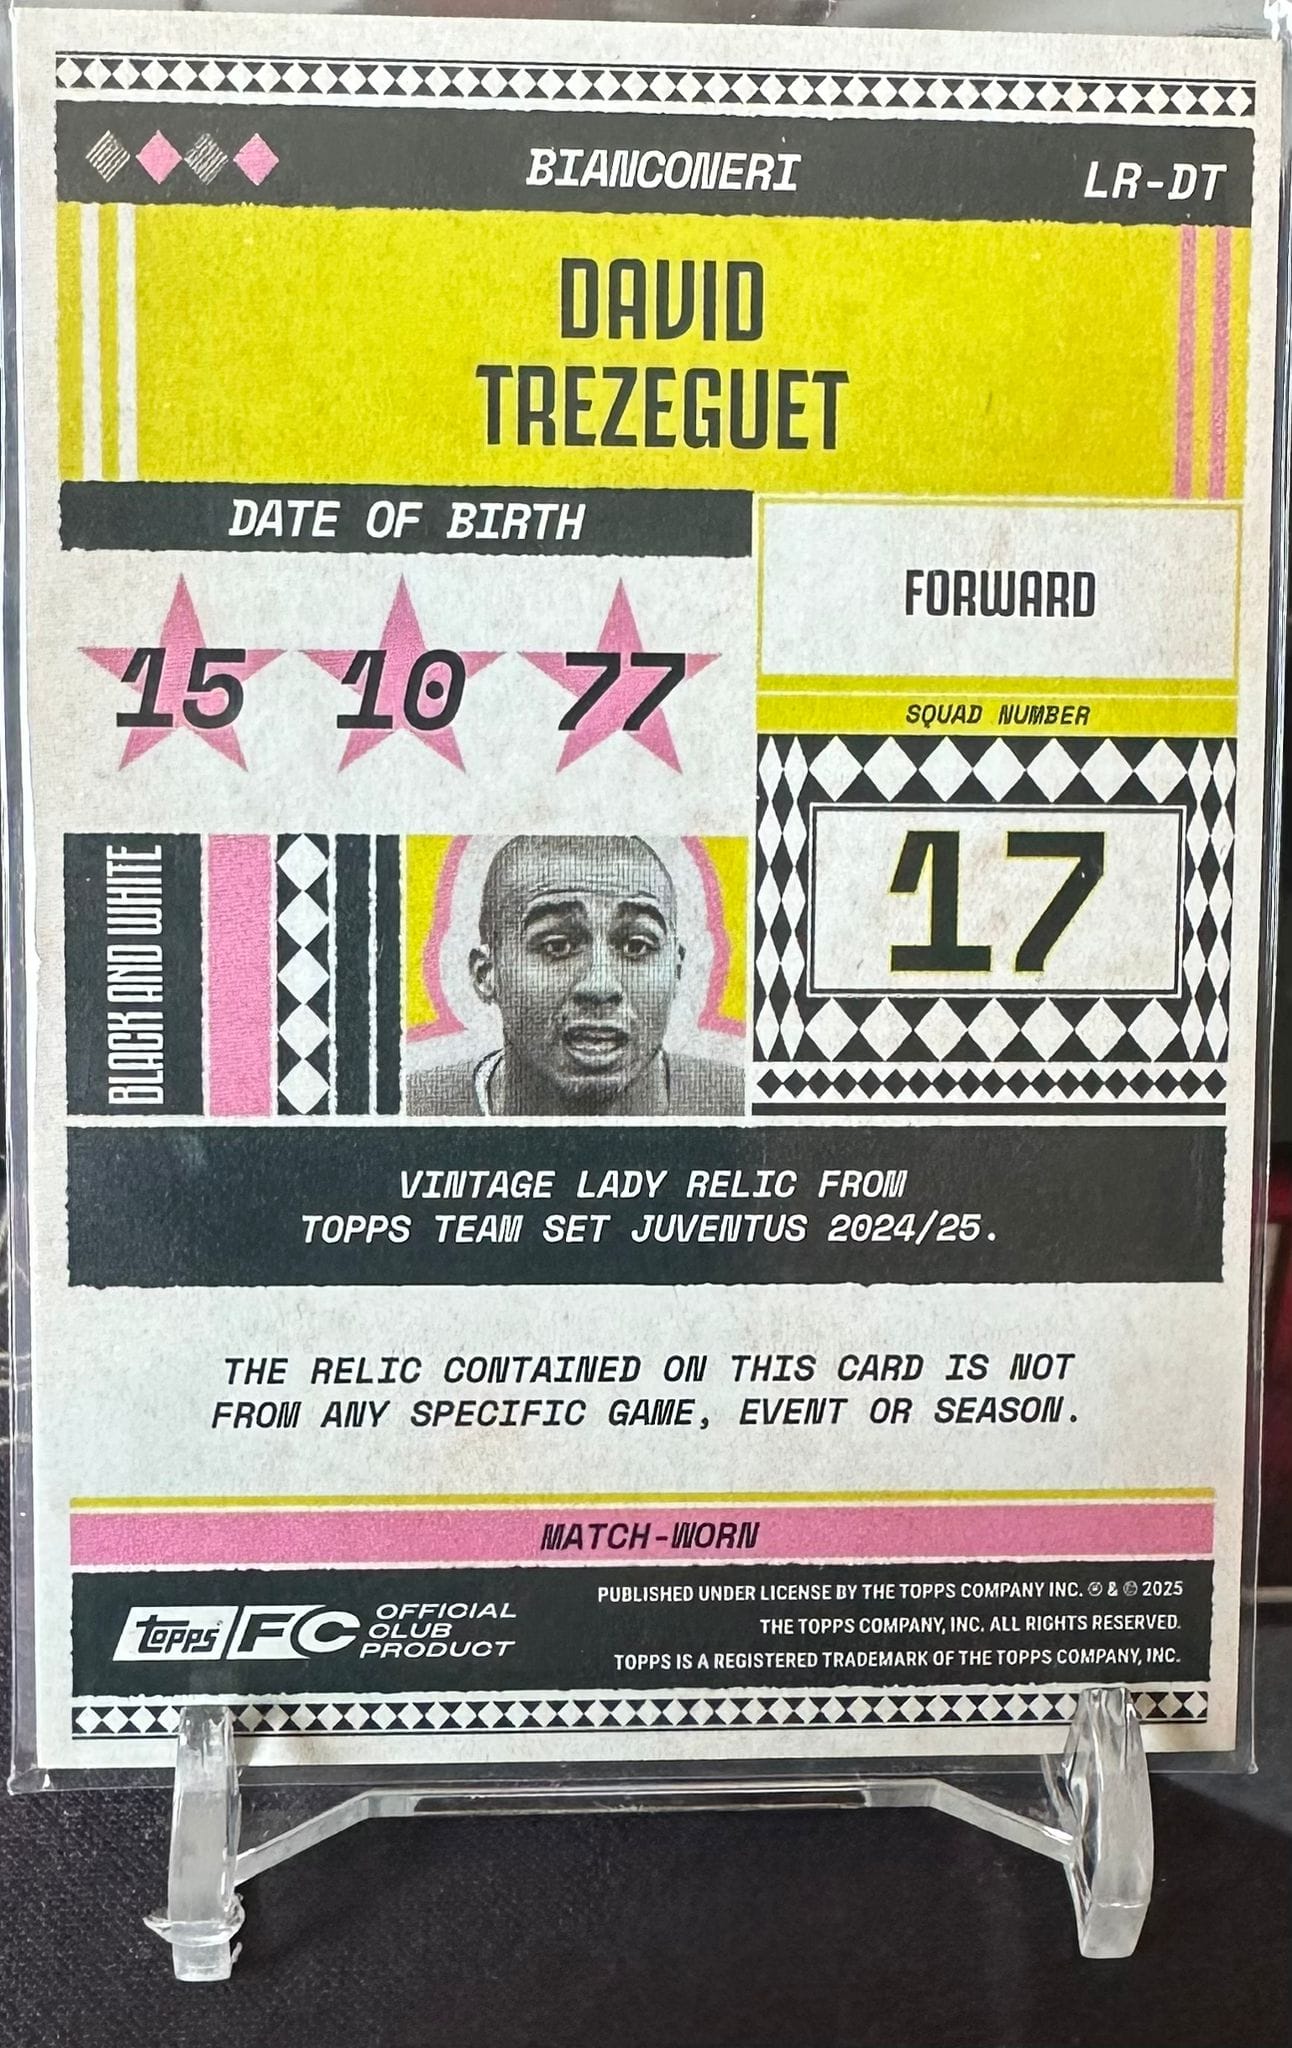 BIANCONERI
LR-DT
DAVID
TREZEGUET
DATE OF BIRTH
15 10 77
FORWARD
SQUAD NUMBER
17
BLACK AND WHITE
VINTAGE LADY RELIC FROM
TOPPS TEAM SET JUVENTUS 2024/25.
THE RELIC CONTAINED ON THIS CARD IS NOT
FROM ANY SPECIFIC GAME, EVENT OR SEASON.
MATCH-WORN
topps FC
OFFICIAL
CLUB
PRODUCT
PUBLISHED UNDER LICENSE BY THE TOPPS COMPANY INC. ℗ & © 2025
THE TOPPS COMPANY, INC. ALL RIGHTS RESERVED.
TOPPS IS A REGISTERED TRADEMARK OF THE TOPPS COMPANY, INC.